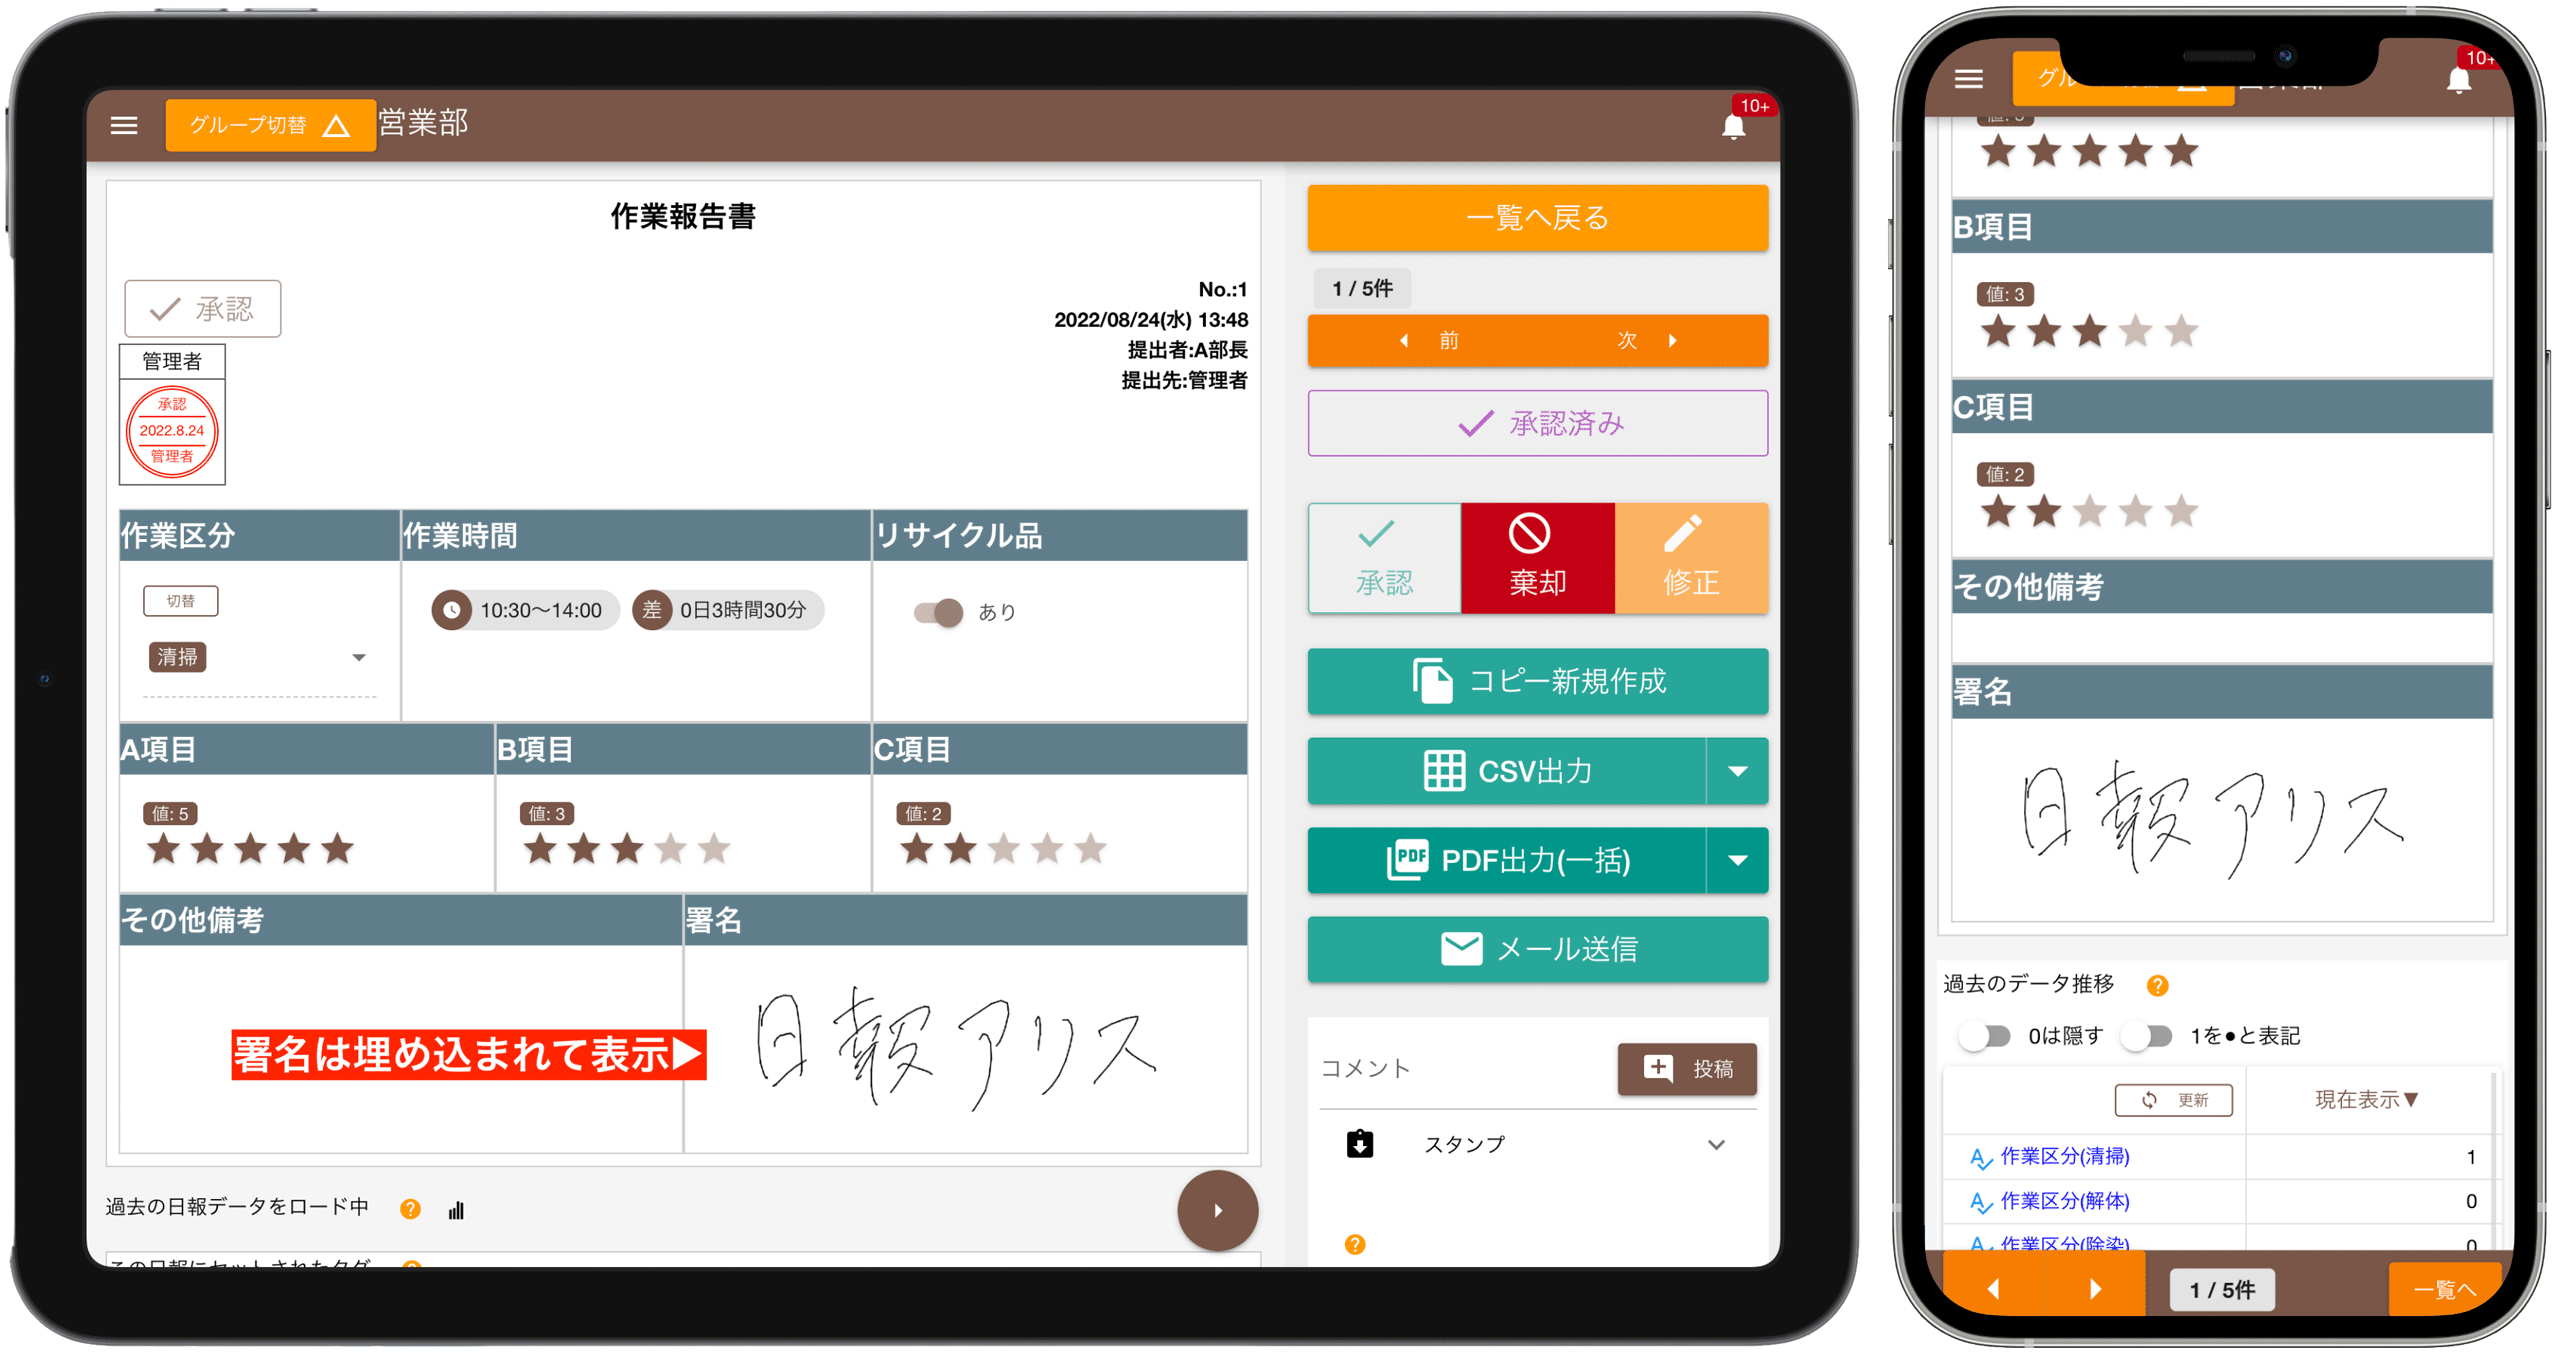 グループ切替 営業部
10+
作業報告書
承認
No.:1
2022/08/24(水) 13:48
提出者:A部長
提出先:管理者
管理者
承認
2022.8.24
管理者
作業区分 作業時間 リサイクル品
切替
清掃
10:30〜14:00 差 0日3時間30分
あり
A項目 B項目 C項目
値: 5 値: 3 値: 2
その他備考 署名
署名は埋め込まれて表示▶
日報アリス
過去の日報データをロード中 ?
この日報にセットされたタグ ?
一覧へ戻る
1 / 5件
前 次
承認済み
承認 棄却 修正
コピー新規作成
CSV出力
PDF PDF出力(一括)
メール送信
コメント 投稿
スタンプ
?
10+
B項目
値: 3
C項目
値: 2
その他備考
署名
日報アリス
過去のデータ推移 ?
0は隠す 1を●と表記
更新 現在表示▼
作業区分(清掃) 1
作業区分(解体) 0
作業区分(除染) 0
1 / 5件 一覧へ